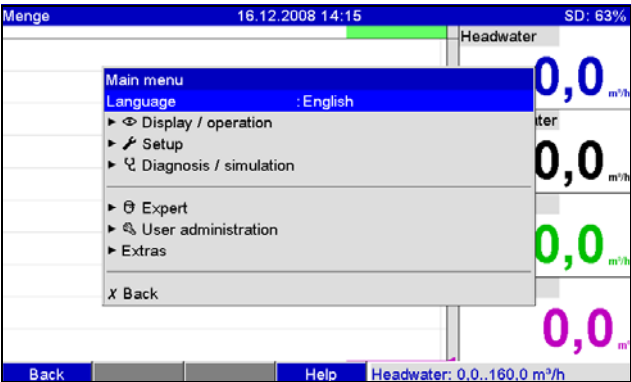 Menge 16.12.2008 14:15 SD: 63%
Headwater
0,0 m³/h
Main menu
Language : English
Display / operation
Setup
Diagnosis / simulation
Expert
User administration
Extras
X Back
0,0 m³/h
0,0 m³/h
0,0
Back Help Headwater: 0,0..160,0 m³/h